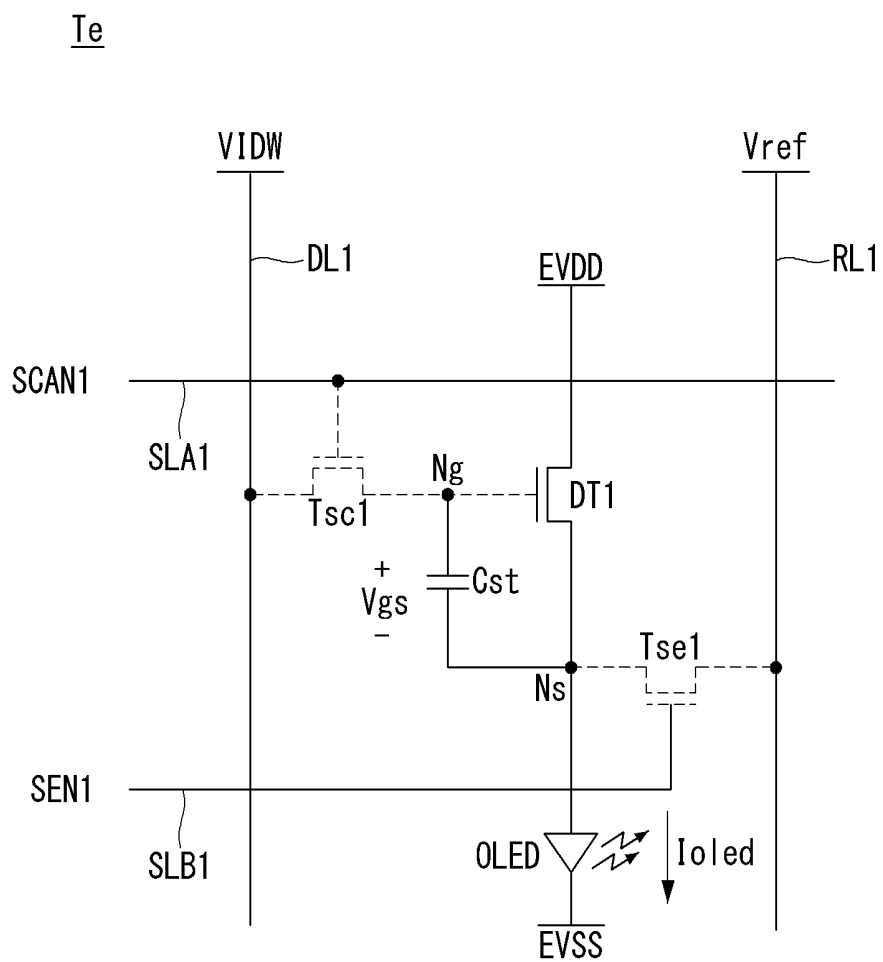 Te
VIDW
Vref
DL1
EVDD
RL1
SCAN1
SLA1
Ng
Tsc1
DT1
+
Vgs
-
Cst
Tse1
Ns
SEN1
SLB1
OLED
Ioled
EVSS